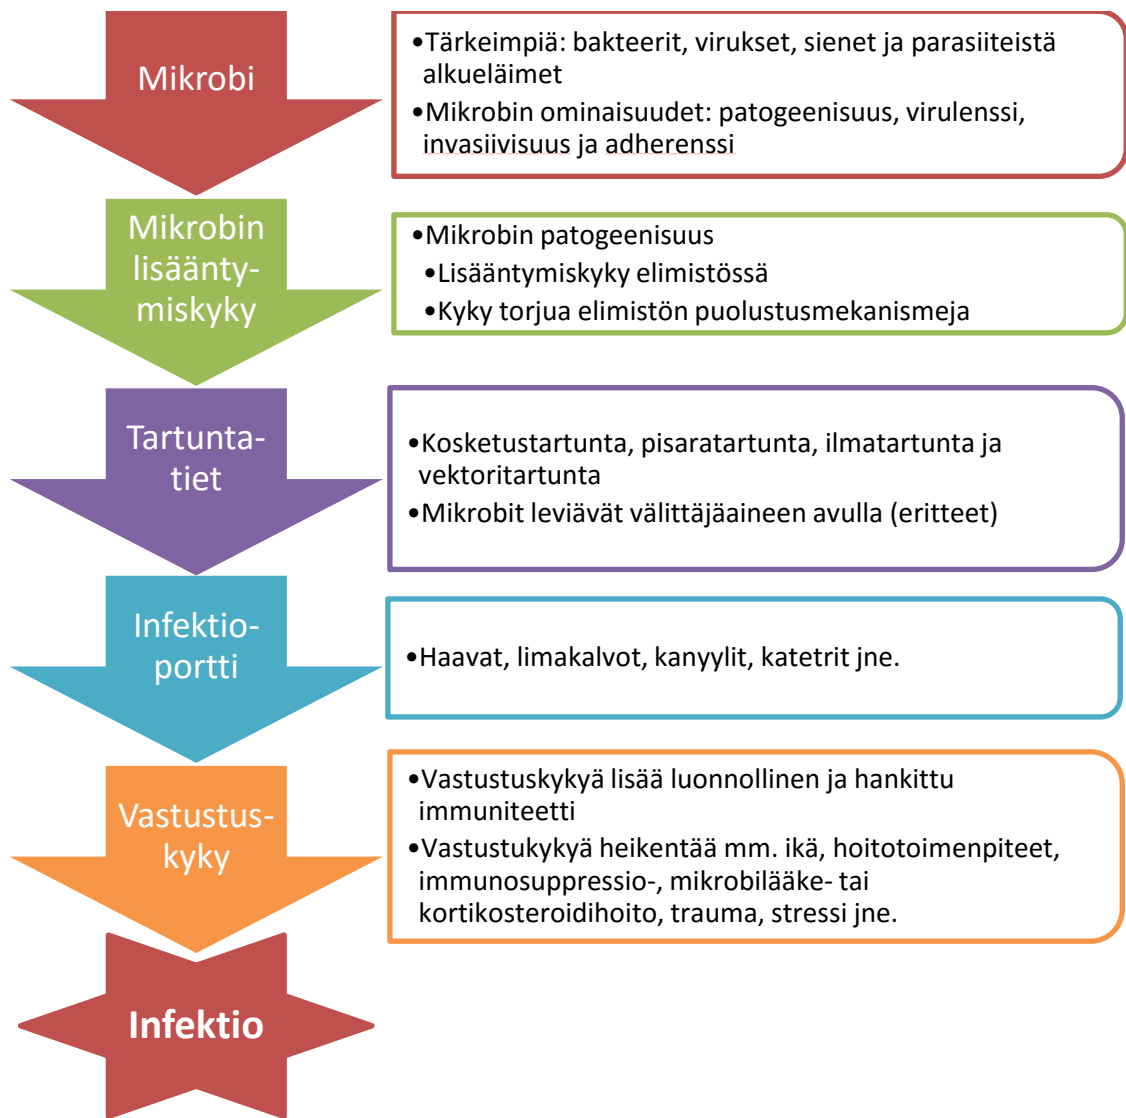 Mikrobi
•Tärkeimpiä: bakteerit, virukset, sienet ja parasiiteistä
alkueläimet
•Mikrobin ominaisuudet: patogeenisuus, virulenssi,
invasiivisuus ja adherenssi
Mikrobin
lisäänty-
miskyky
•Mikrobin patogeenisuus
•Lisääntymiskyky elimistössä
•Kyky torjua elimistön puolustusmekanismeja
Tartunta-
tiet
•Kosketustartunta, pisaratartunta, ilmatartunta ja
vektoritartunta
•Mikrobit leviävät välittäjäaineen avulla (eritteet)
Infektio-
portti
•Haavat, limakalvot, kanyylit, katetrit jne.
Vastustus-
kyky
•Vastustuskykyä lisää luonnollinen ja hankittu
immuniteetti
•Vastustukykyä heikentää mm. ikä, hoitotoimenpiteet,
immunosuppressio-, mikrobilääke- tai
kortikosteroidihoito, trauma, stressi jne.
Infektio